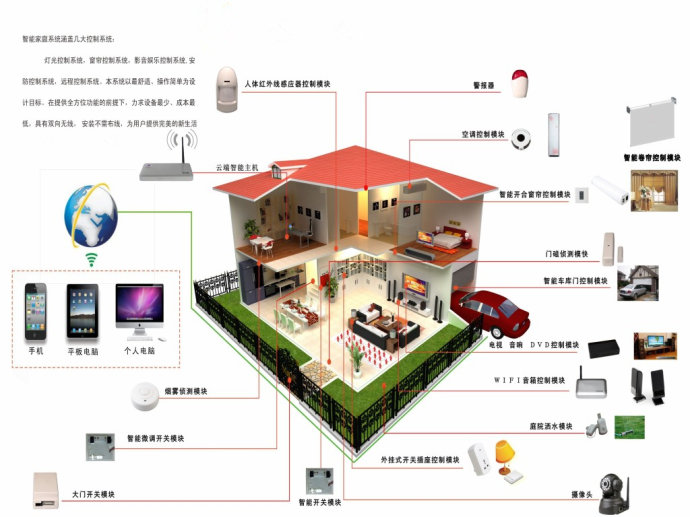 智能家庭系统涵盖几大控制系统:
灯光控制系统、窗帘控制系统、影音娱乐控制系统、安
防控制系统、远程控制系统。本系统以最舒适、操作简单为设
计目标。在提供全方位功能的前提下，力求设备最少、成本最
低，具有双向无线，安装不需布线，为用户提供完美的新生活
人体红外线感应器控制模块
警报器
空调控制模块
智能卷帘控制模块
云端智能主机
智能开合窗帘控制模块
门磁侦测模快
智能车库门控制模块
手机
平板电脑
个人电脑
电视 音响 DVD控制模块
WIFI音箱控制模块
烟雾侦测模块
庭院洒水模块
智能微调开关模块
外挂式开关插座控制模块
大门开关模块
智能开关模块
摄像头